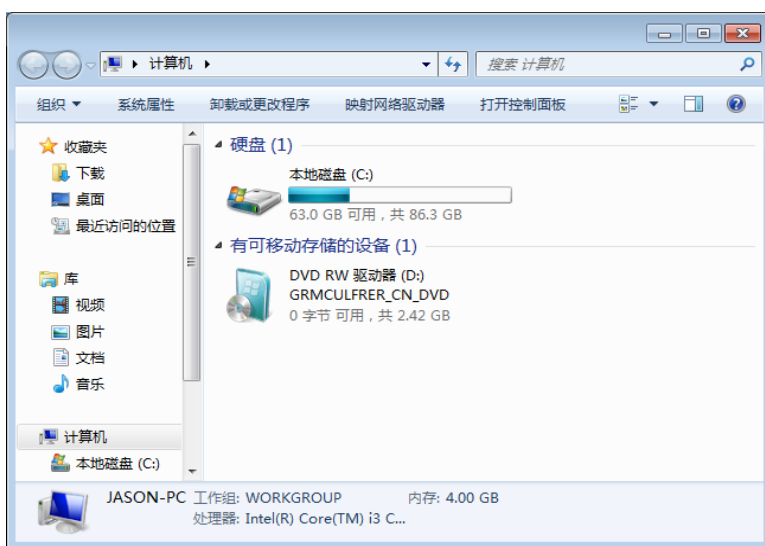 计算机
搜索 计算机
组织 系统属性 卸载或更改程序 映射网络驱动器 打开控制面板
收藏夹
下载
桌面
最近访问的位置
库
视频
图片
文档
音乐
计算机
本地磁盘 (C:)
硬盘 (1)
本地磁盘 (C:)
63.0 GB 可用，共 86.3 GB
有可移动存储的设备 (1)
DVD RW 驱动器 (D:)
GRMCULFRER_CN_DVD
0 字节 可用，共 2.42 GB
JASON-PC 工作组: WORKGROUP 内存: 4.00 GB
处理器: Intel(R) Core(TM) i3 C...